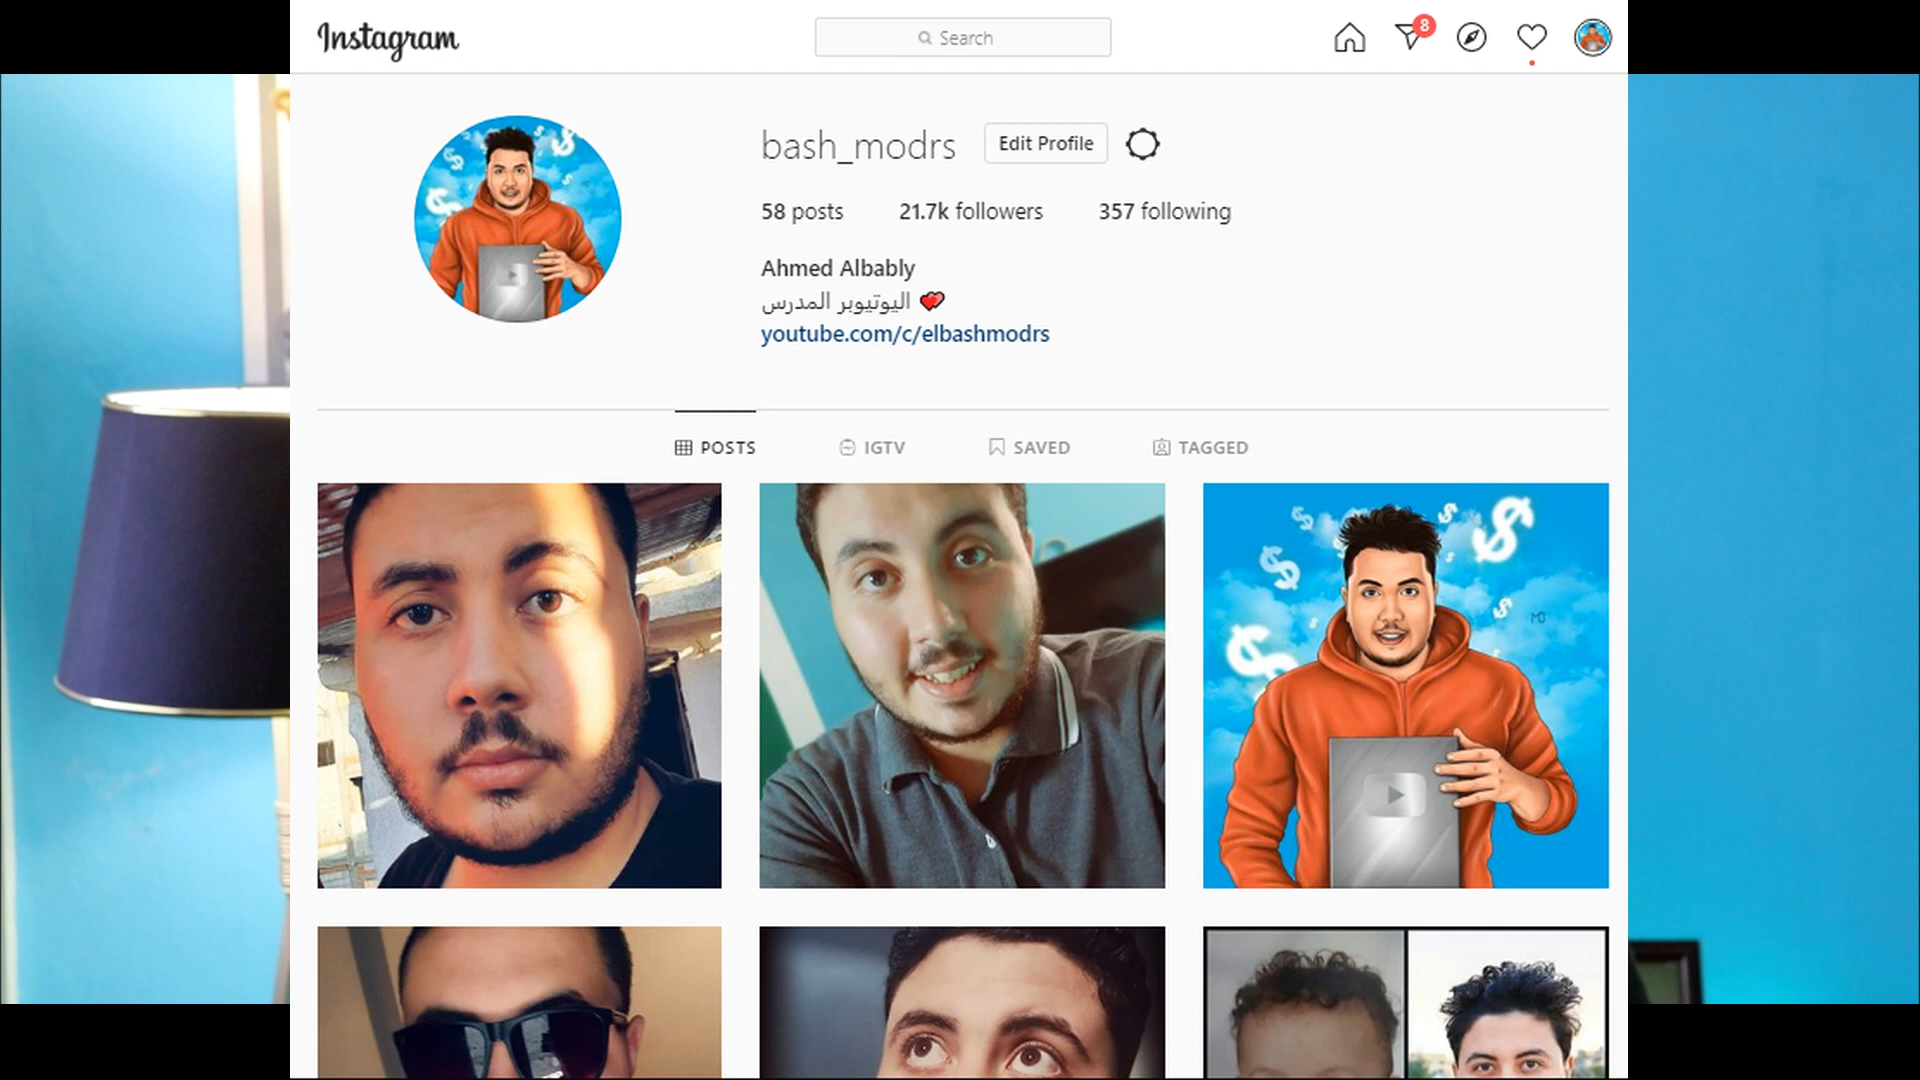 Instagram
Search
8
bash_modrs
Edit Profile
58 posts
21.7k followers
357 following
Ahmed Albably
اليوتيوبر المدرس
youtube.com/c/elbashmodrs
POSTS
IGTV
SAVED
TAGGED
MO